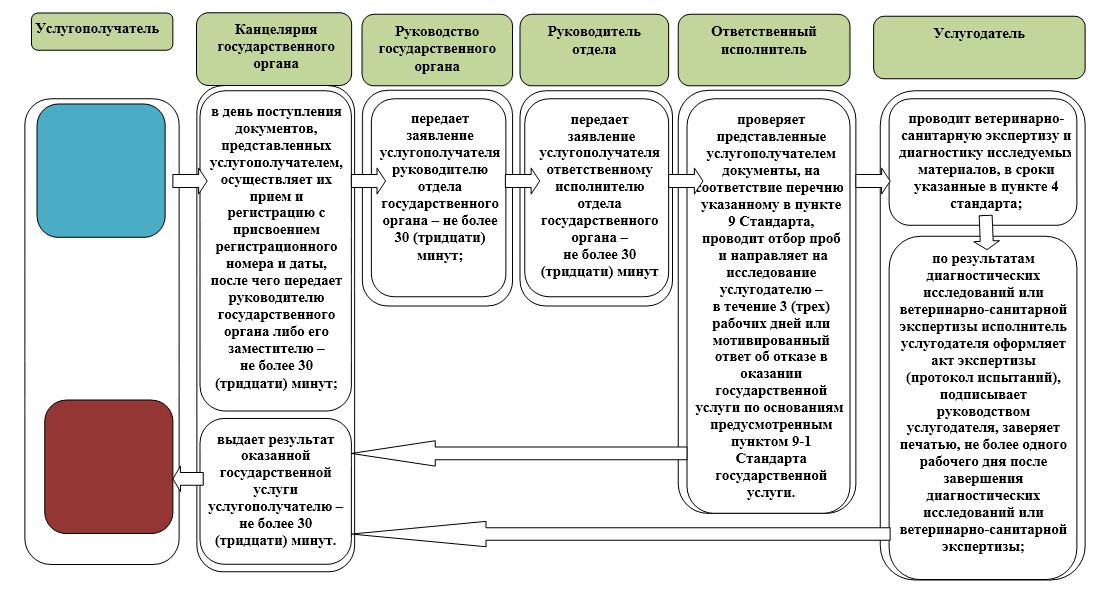 Услугополучатель
Канцелярия
государственного
органа
Руководство
государственного
органа
Руководитель
отдела
Ответственный
исполнитель
Услугодатель
в день поступления
документов,
представленных
услугополучателем,
осуществляет их
прием и
регистрацию с
присвоением
регистрационного
номера и даты,
после чего передает
руководителю
государственного
органа либо его
заместителю –
не более 30
(тридцати) минут;
передает
заявление
услугополучателя
руководителю
отдела
государственного
органа – не более
30 (тридцати)
минут;
передает
заявление
услугополучателя
ответственному
исполнителю
отдела
государственного
органа –
не более 30
(тридцати) минут
проверяет
представленные
услугополучателем
документы, на
соответствие перечню
указанному в пункте
9 Стандарта,
проводит отбор проб
и направляет на
исследование
услугодателю –
в течение 3 (трех)
рабочих дней или
мотивированный
ответ об отказе в
оказании
государственной
услуги по основаниям
предусмотренным
пунктом 9-1
Стандарта
государственной
услуги.
проводит ветеринарно-
санитарную экспертизу и
диагностику исследуемых
материалов, в сроки
указанные в пункте 4
стандарта;
по результатам
диагностических
исследований или
ветеринарно-санитарной
экспертизы исполнитель
услугодателя оформляет
акт экспертизы
(протокол испытаний),
подписывает
руководством
услугодателя, заверяет
печатью, не более одного
рабочего дня после
завершения
диагностических
исследований или
ветеринарно-санитарной
экспертизы;
выдает результат
оказанной
государственной
услуги
услугополучателю –
не более 30
(тридцати) минут.